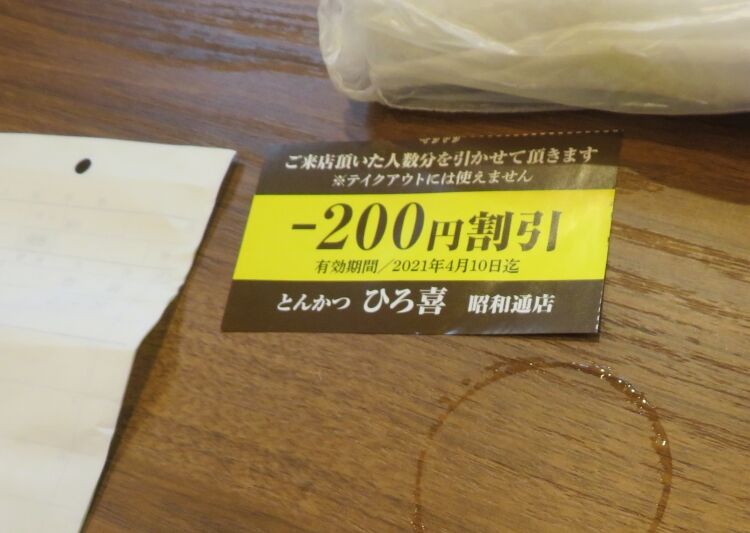 ご来店頂いた人数分を引かせて頂きます
※テイクアウトには使えません
-200円割引
有効期間/2021年4月10日迄
とんかつ ひろ喜 昭和通店